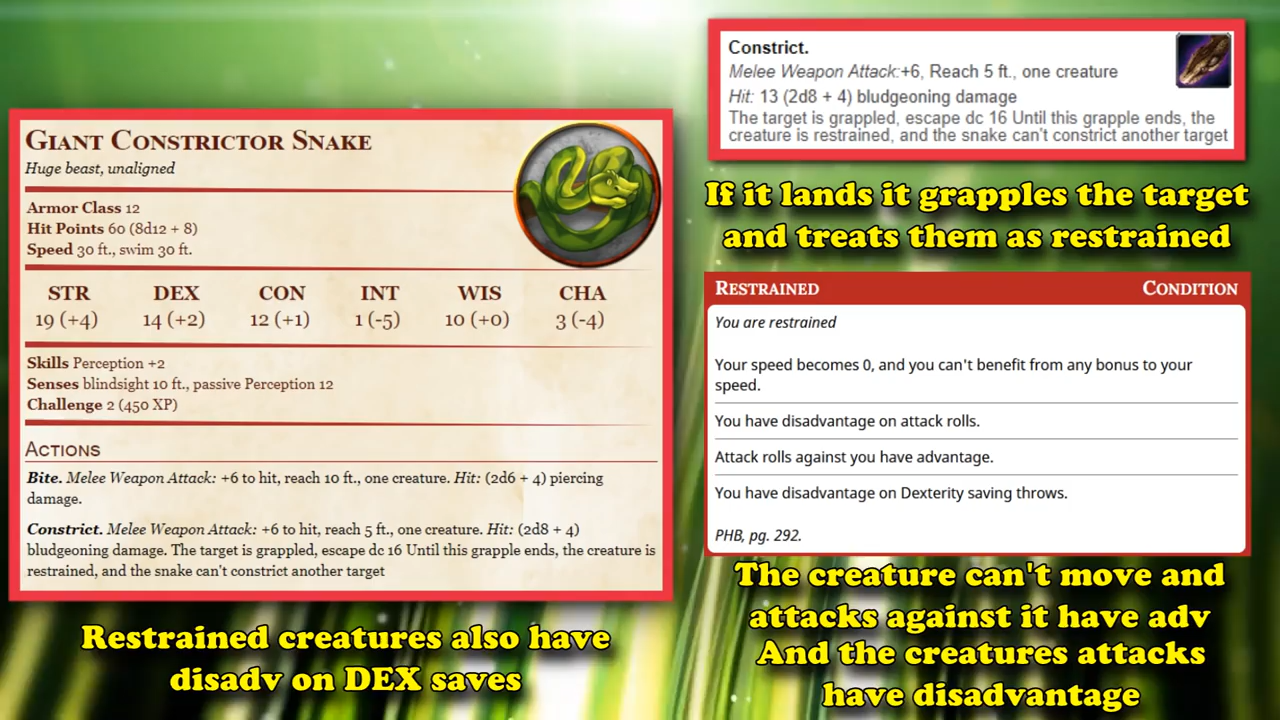 GIANT CONSTRICTOR SNAKE
Huge beast, unaligned
Armor Class 12
Hit Points 60 (8d12 + 8)
Speed 30 ft., swim 30 ft.
STR DEX CON INT WIS CHA
19 (+4) 14 (+2) 12 (+1) 1 (-5) 10 (+0) 3 (-4)
Skills Perception +2
Senses blindsight 10 ft., passive Perception 12
Challenge 2 (450 XP)
ACTIONS
Bite. Melee Weapon Attack: +6 to hit, reach 10 ft., one creature. Hit: (2d6 + 4) piercing
damage.
Constrict. Melee Weapon Attack: +6 to hit, reach 5 ft., one creature. Hit: (2d8 + 4)
bludgeoning damage. The target is grappled, escape dc 16 Until this grapple ends, the creature is
restrained, and the snake can't constrict another target
Restrained creatures also have
disadv on DEX saves
Constrict.
Melee Weapon Attack:+6, Reach 5 ft., one creature
Hit: 13 (2d8 + 4) bludgeoning damage
The target is grappled, escape dc 16 Until this grapple ends, the
creature is restrained, and the snake can't constrict another target
If it lands it grapples the target
and treats them as restrained
RESTRAINED CONDITION
You are restrained
Your speed becomes 0, and you can't benefit from any bonus to your
speed.
You have disadvantage on attack rolls.
Attack rolls against you have advantage.
You have disadvantage on Dexterity saving throws.
PHB, pg. 292.
The creature can't move and
attacks against it have adv
And the creatures attacks
have disadvantage